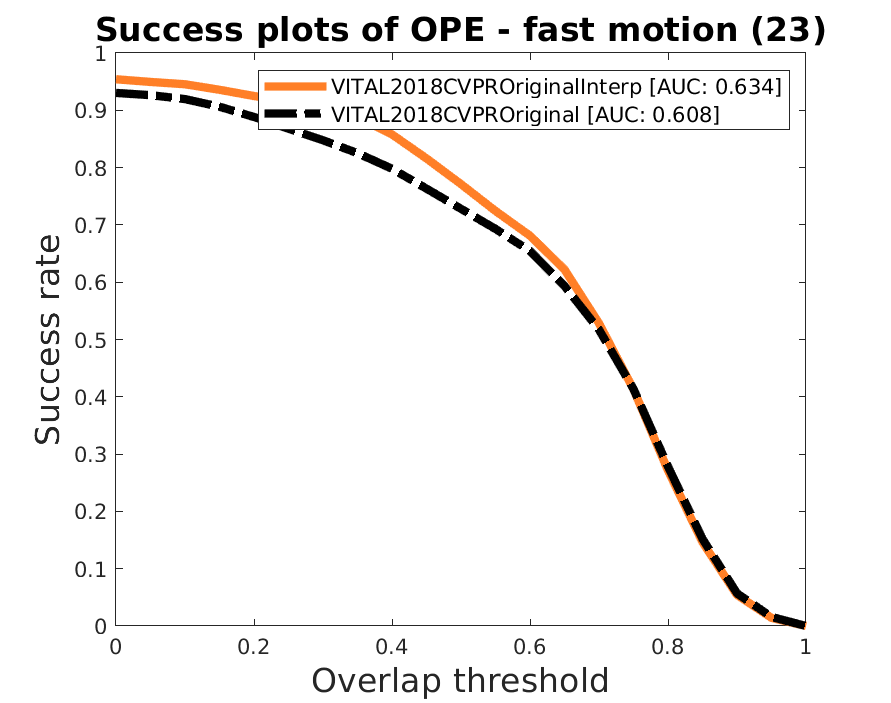 Success plots of OPE - fast motion (23)
VITAL2018CVPROriginalInterp [AUC: 0.634]
VITAL2018CVPROriginal [AUC: 0.608]
Success rate
1
0.9
0.8
0.7
0.6
0.5
0.4
0.3
0.2
0.1
0
0 0.2 0.4 0.6 0.8 1
Overlap threshold